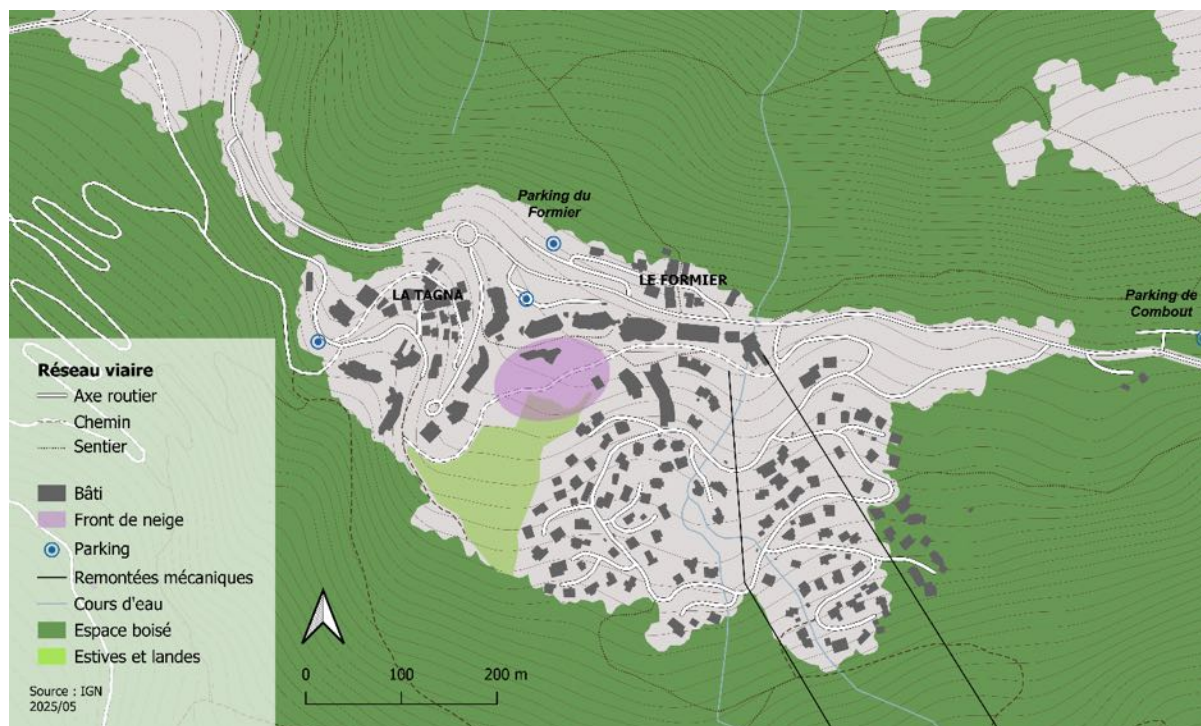 Parking du
Formier
LA TAGNA
LE FORMIER
Parking de
Combout
Réseau viaire
Axe routier
Chemin
Sentier
Bâti
Front de neige
Parking
Remontées mécaniques
Cours d'eau
Espace boisé
Estives et landes
Source : IGN
2025/05
0 100 200 m